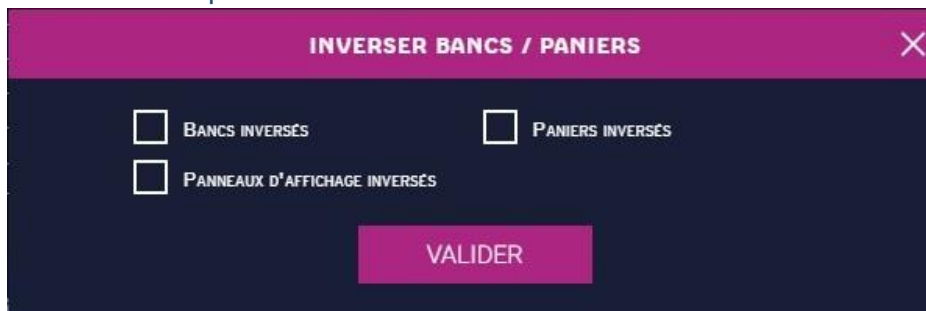 INVERSER BANCS / PANIERS
BANCS INVERSÉS
PANIERS INVERSÉS
PANNEAUX D'AFFICHAGE INVERSÉS
VALIDER